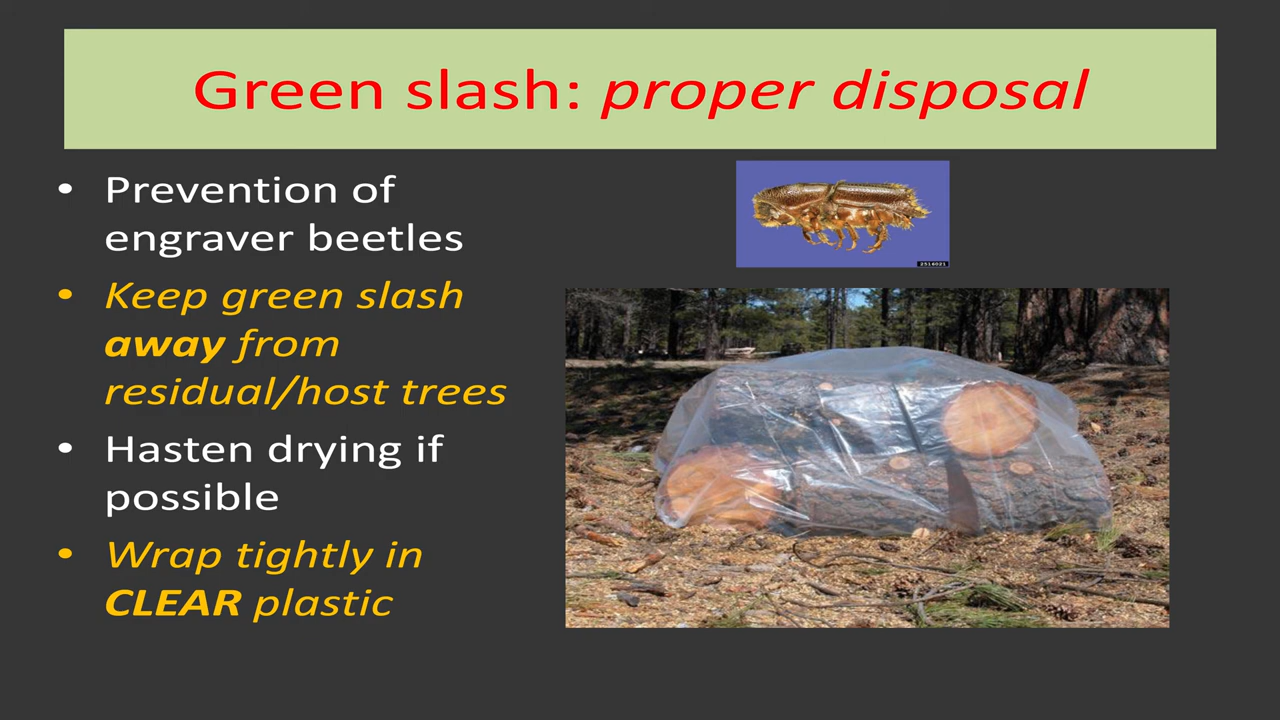 Green slash: proper disposal
• Prevention of
engraver beetles
• Keep green slash
away from
residual/host trees
• Hasten drying if
possible
• Wrap tightly in
CLEAR plastic
2514021